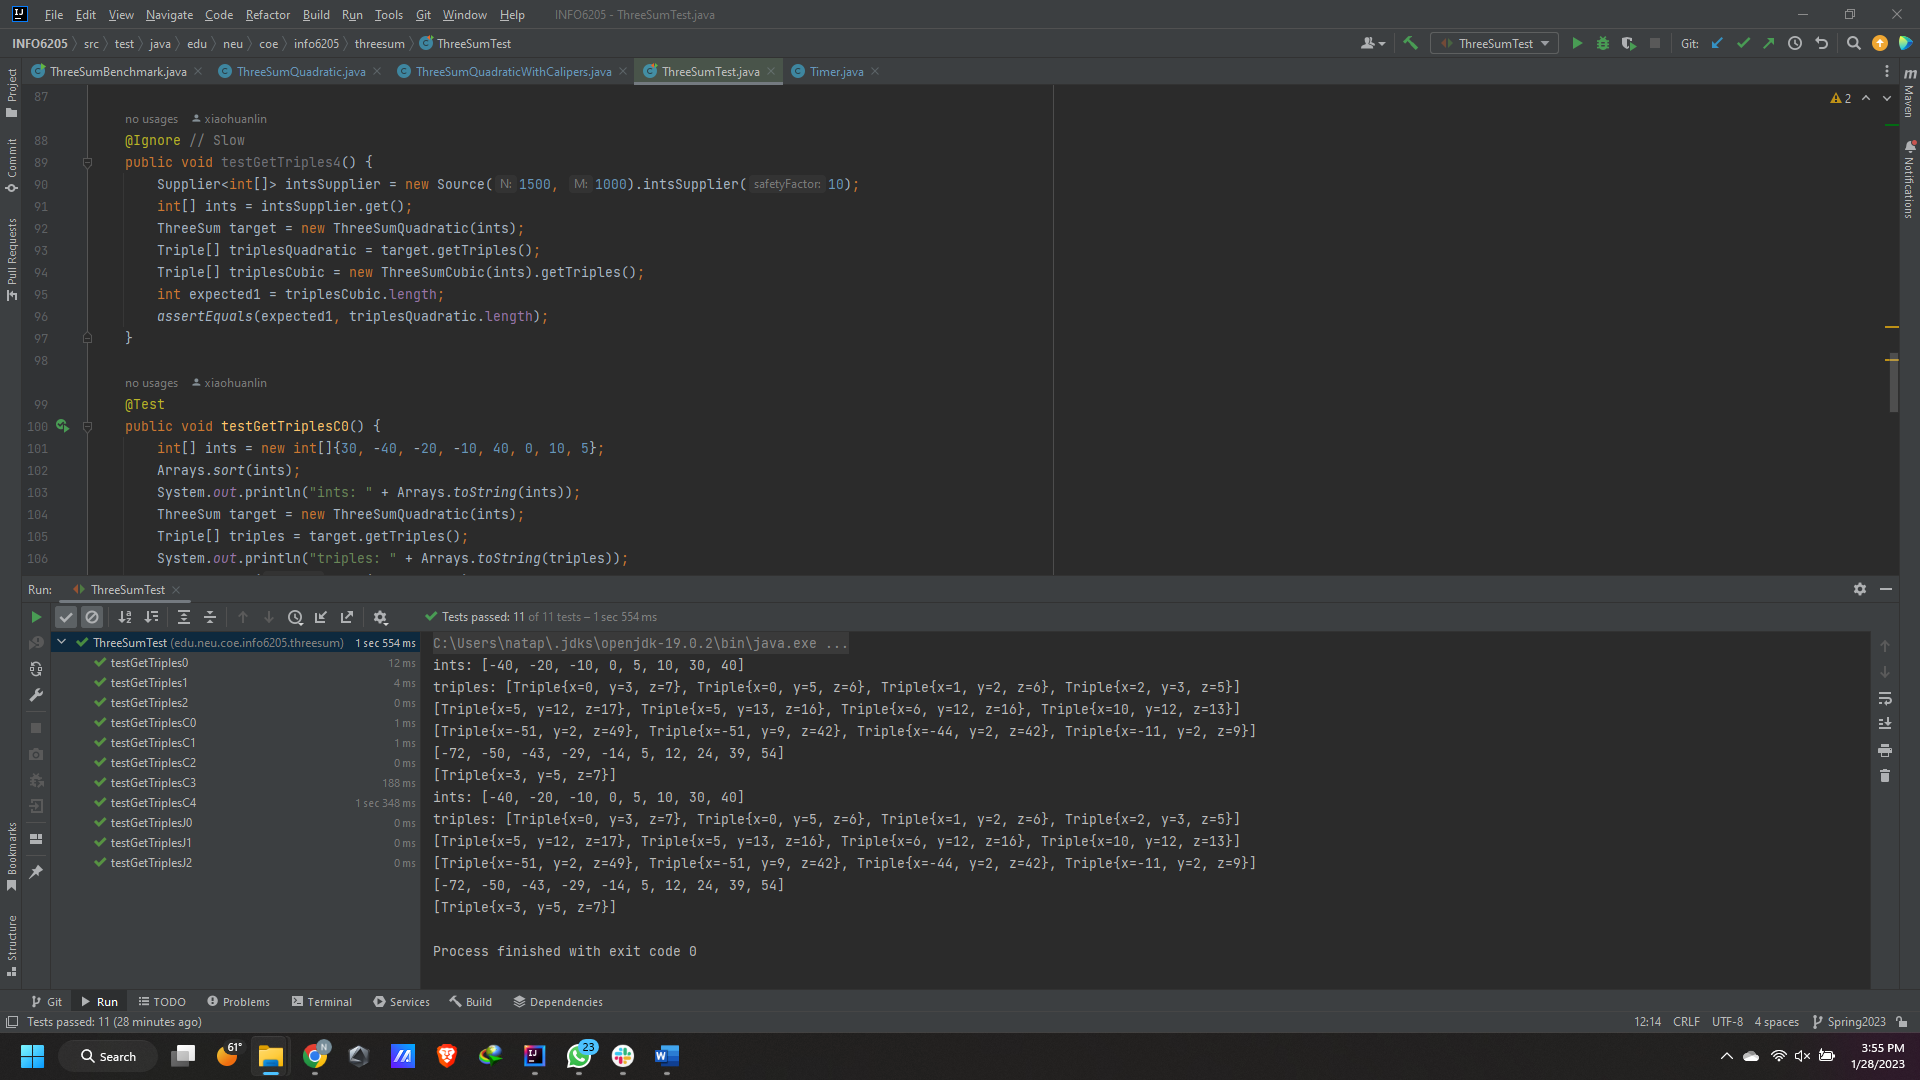 File Edit View Navigate Code Refactor Build Run Tools Git Window Help INFO6205 - ThreeSumTest.java
INFO6205 src test java edu neu coe info6205 threesum ThreeSumTest ThreeSumTest Git:
ThreeSumBenchmark.java ThreeSumQuadratic.java ThreeSumQuadraticWithCalipers.java ThreeSumTest.java Timer.java
Project
Commit
Pull Requests
Bookmarks
Structure
Maven
Notifications
2
87
no usages xiaohuanlin
88 @Ignore // Slow
89 public void testGetTriples4() {
90 Supplier<int[]> intsSupplier = new Source( N: 1500, M: 1000).intsSupplier( safetyFactor: 10);
91 int[] ints = intsSupplier.get();
92 ThreeSum target = new ThreeSumQuadratic(ints);
93 Triple[] triplesQuadratic = target.getTriples();
94 Triple[] triplesCubic = new ThreeSumCubic(ints).getTriples();
95 int expected1 = triplesCubic.length;
96 assertEquals(expected1, triplesQuadratic.length);
97 }
98
no usages xiaohuanlin
99 @Test
100 public void testGetTriplesC0() {
101 int[] ints = new int[]{30, -40, -20, -10, 40, 0, 10, 5};
102 Arrays.sort(ints);
103 System.out.println("ints: " + Arrays.toString(ints));
104 ThreeSum target = new ThreeSumQuadratic(ints);
105 Triple[] triples = target.getTriples();
106 System.out.println("triples: " + Arrays.toString(triples));
Run: ThreeSumTest
Tests passed: 11 of 11 tests – 1 sec 554 ms
ThreeSumTest (edu.neu.coe.info6205.threesum) 1 sec 554 ms
testGetTriples0 12 ms
testGetTriples1 4 ms
testGetTriples2 0 ms
testGetTriplesC0 1 ms
testGetTriplesC1 1 ms
testGetTriplesC2 0 ms
testGetTriplesC3 188 ms
testGetTriplesC4 1 sec 348 ms
testGetTriplesJ0 0 ms
testGetTriplesJ1 0 ms
testGetTriplesJ2 0 ms
C:\Users\natap\.jdks\openjdk-19.0.2\bin\java.exe ...
ints: [-40, -20, -10, 0, 5, 10, 30, 40]
triples: [Triple{x=0, y=3, z=7}, Triple{x=0, y=5, z=6}, Triple{x=1, y=2, z=6}, Triple{x=2, y=3, z=5}]
[Triple{x=5, y=12, z=17}, Triple{x=5, y=13, z=16}, Triple{x=6, y=12, z=16}, Triple{x=10, y=12, z=13}]
[Triple{x=-51, y=2, z=49}, Triple{x=-51, y=9, z=42}, Triple{x=-44, y=2, z=42}, Triple{x=-11, y=2, z=9}]
[-72, -50, -43, -29, -14, 5, 12, 24, 39, 54]
[Triple{x=3, y=5, z=7}]
ints: [-40, -20, -10, 0, 5, 10, 30, 40]
triples: [Triple{x=0, y=3, z=7}, Triple{x=0, y=5, z=6}, Triple{x=1, y=2, z=6}, Triple{x=2, y=3, z=5}]
[Triple{x=5, y=12, z=17}, Triple{x=5, y=13, z=16}, Triple{x=6, y=12, z=16}, Triple{x=10, y=12, z=13}]
[Triple{x=-51, y=2, z=49}, Triple{x=-51, y=9, z=42}, Triple{x=-44, y=2, z=42}, Triple{x=-11, y=2, z=9}]
[-72, -50, -43, -29, -14, 5, 12, 24, 39, 54]
[Triple{x=3, y=5, z=7}]
Process finished with exit code 0
Git Run TODO Problems Terminal Services Build Dependencies
Tests passed: 11 (28 minutes ago) 12:14 CRLF UTF-8 4 spaces Spring2023
Search 61° N 23 3:55 PM
1/28/2023